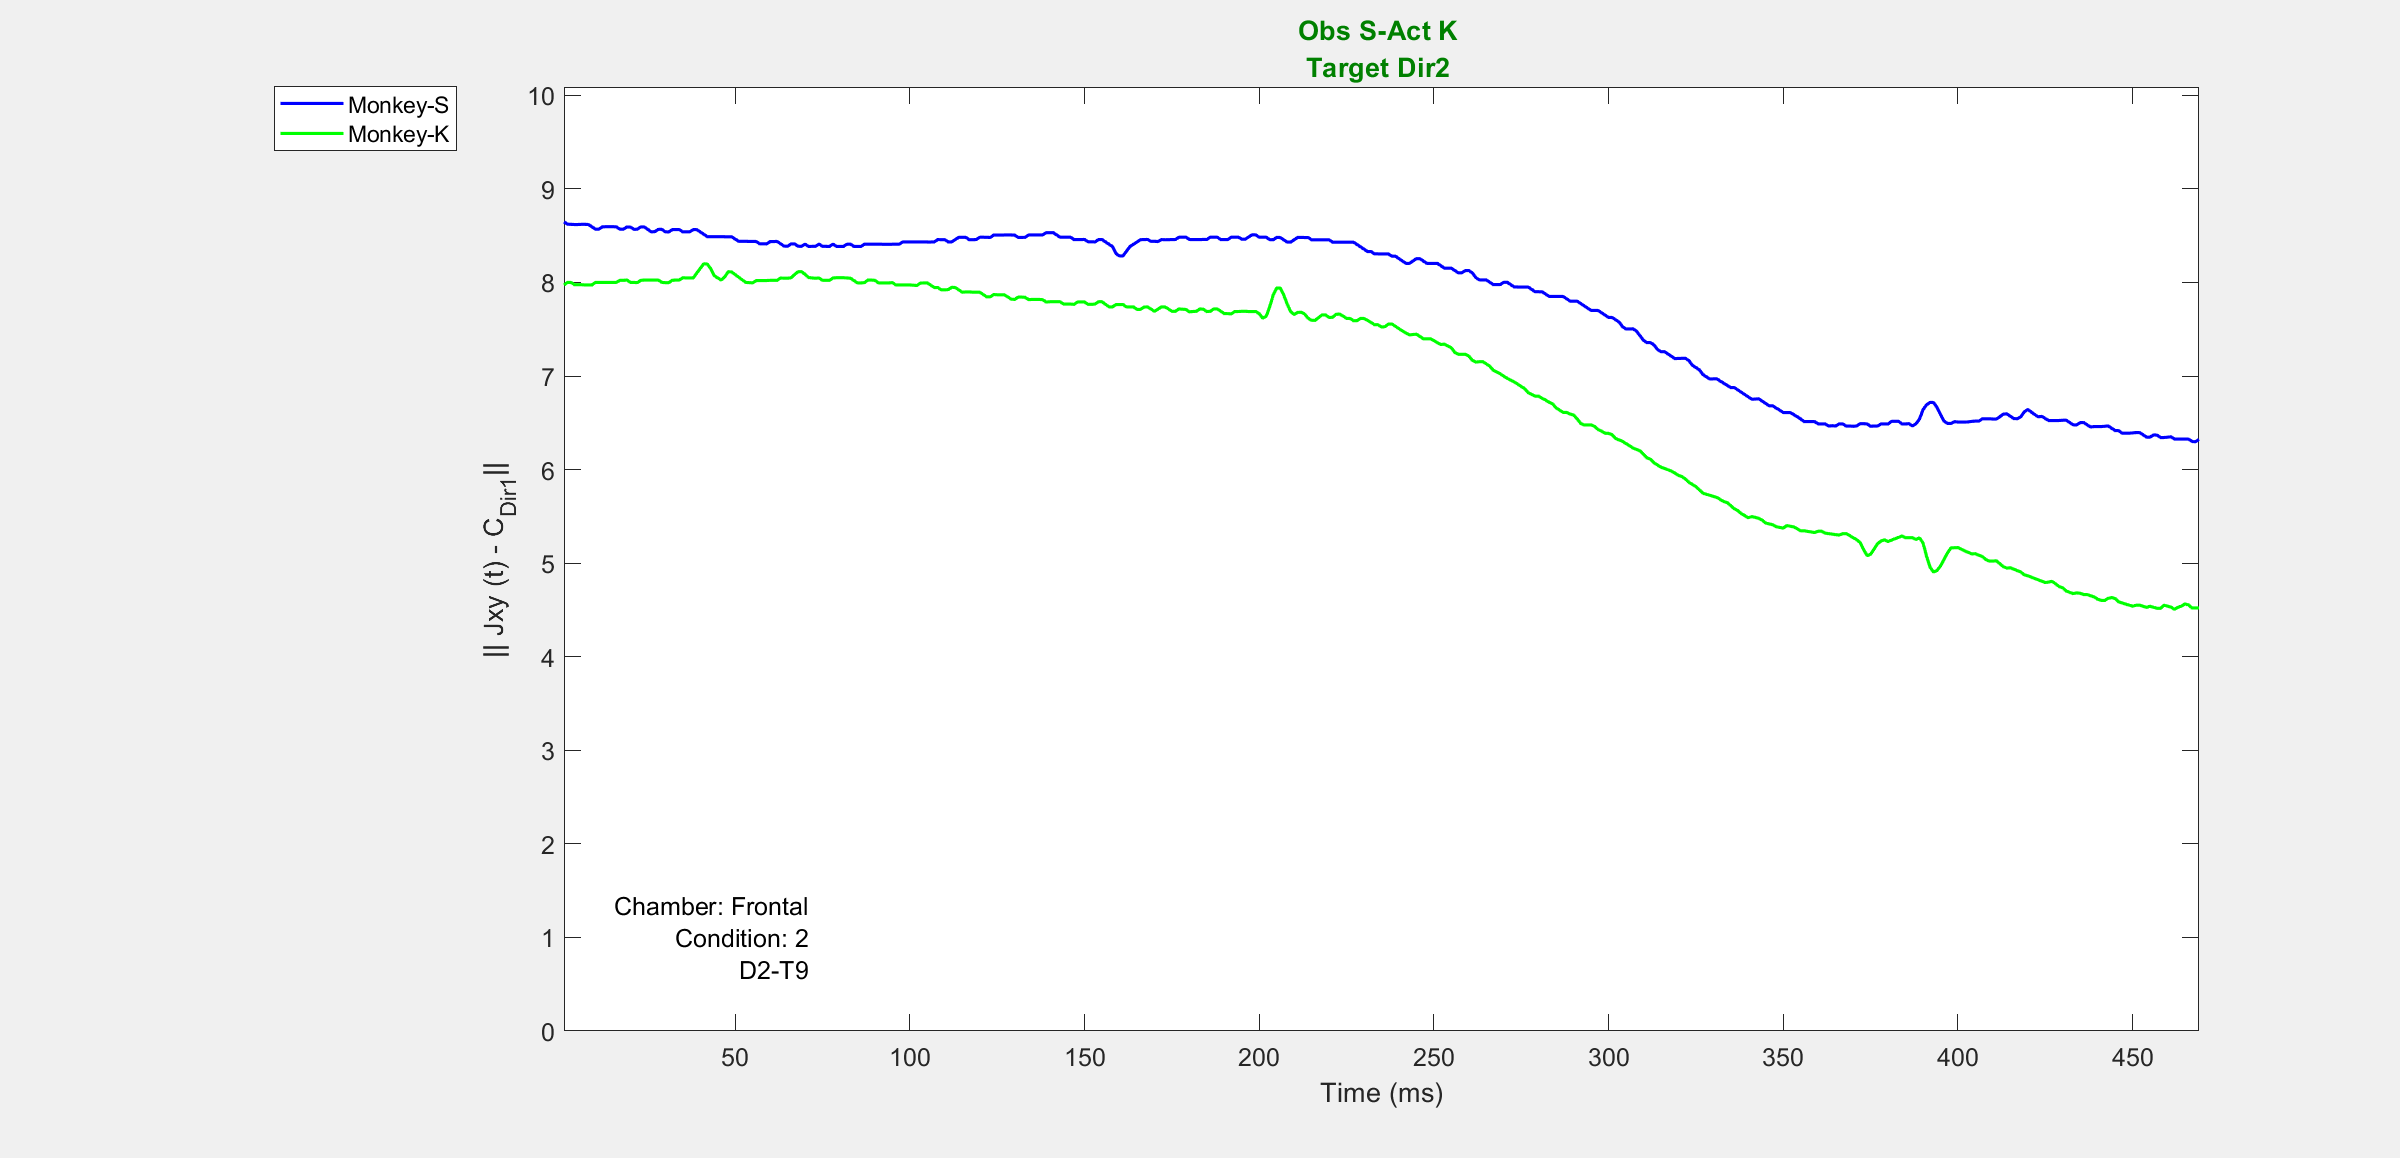 Obs S-Act K
Target Dir2
Monkey-S
Monkey-K
10
9
8
7
6
5
4
3
2
1
0
|| Jxy (t) - C_Dir1||
Chamber: Frontal
Condition: 2
D2-T9
50 100 150 200 250 300 350 400 450
Time (ms)